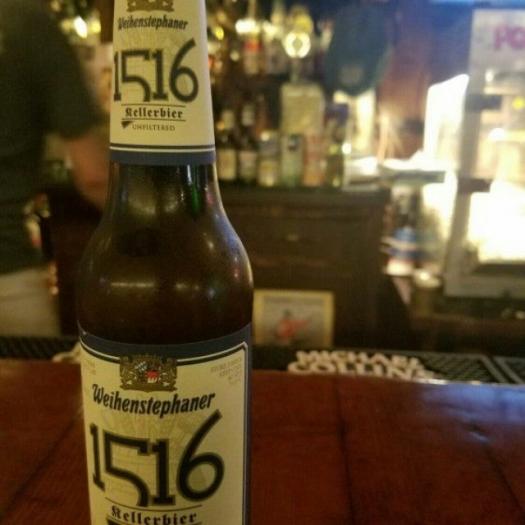 Weihenstephaner
1516
Kellerbier
UNFILTERED
Weihenstephaner
1516
Kellerbier
MICHAEL
COLLINS